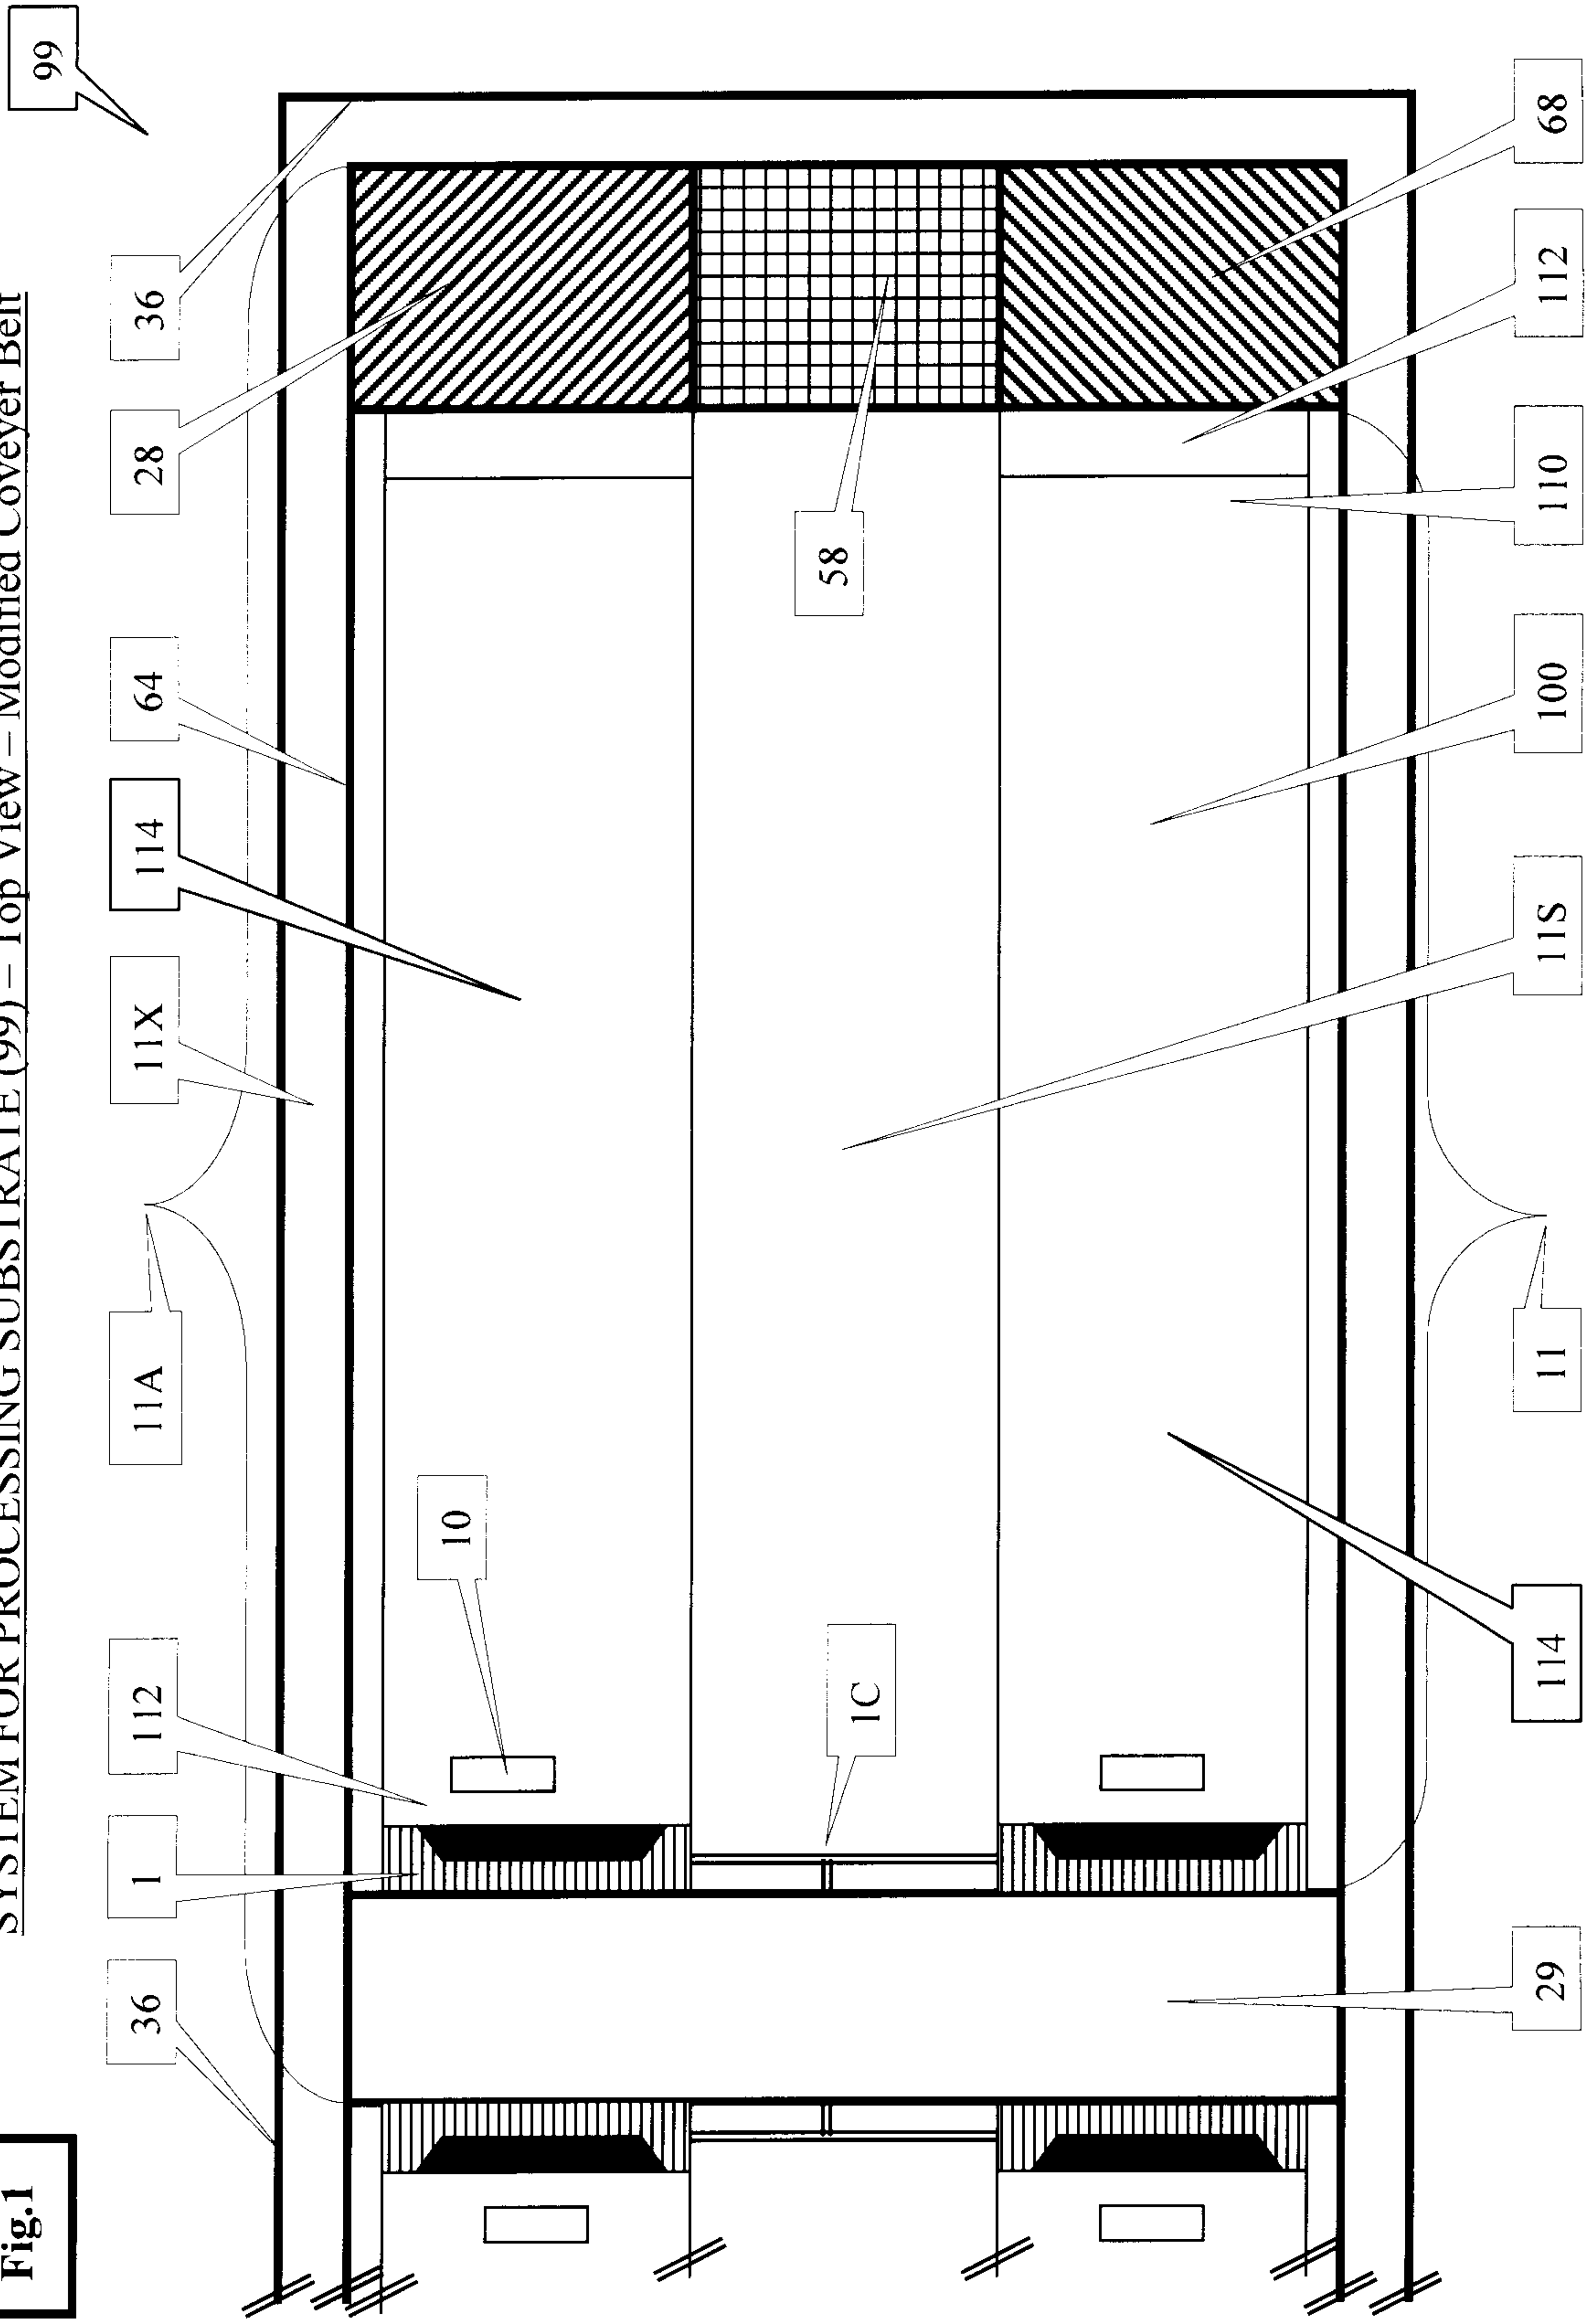 Fig.1
SYSTEM FOR PROCESSING SUBSTRATE (99) – Top View – Modified Coveyer Belt
99
36
1
112
11A
11X
114
64
28
36
10
1C
58
29
114
11
11S
100
110
112
68